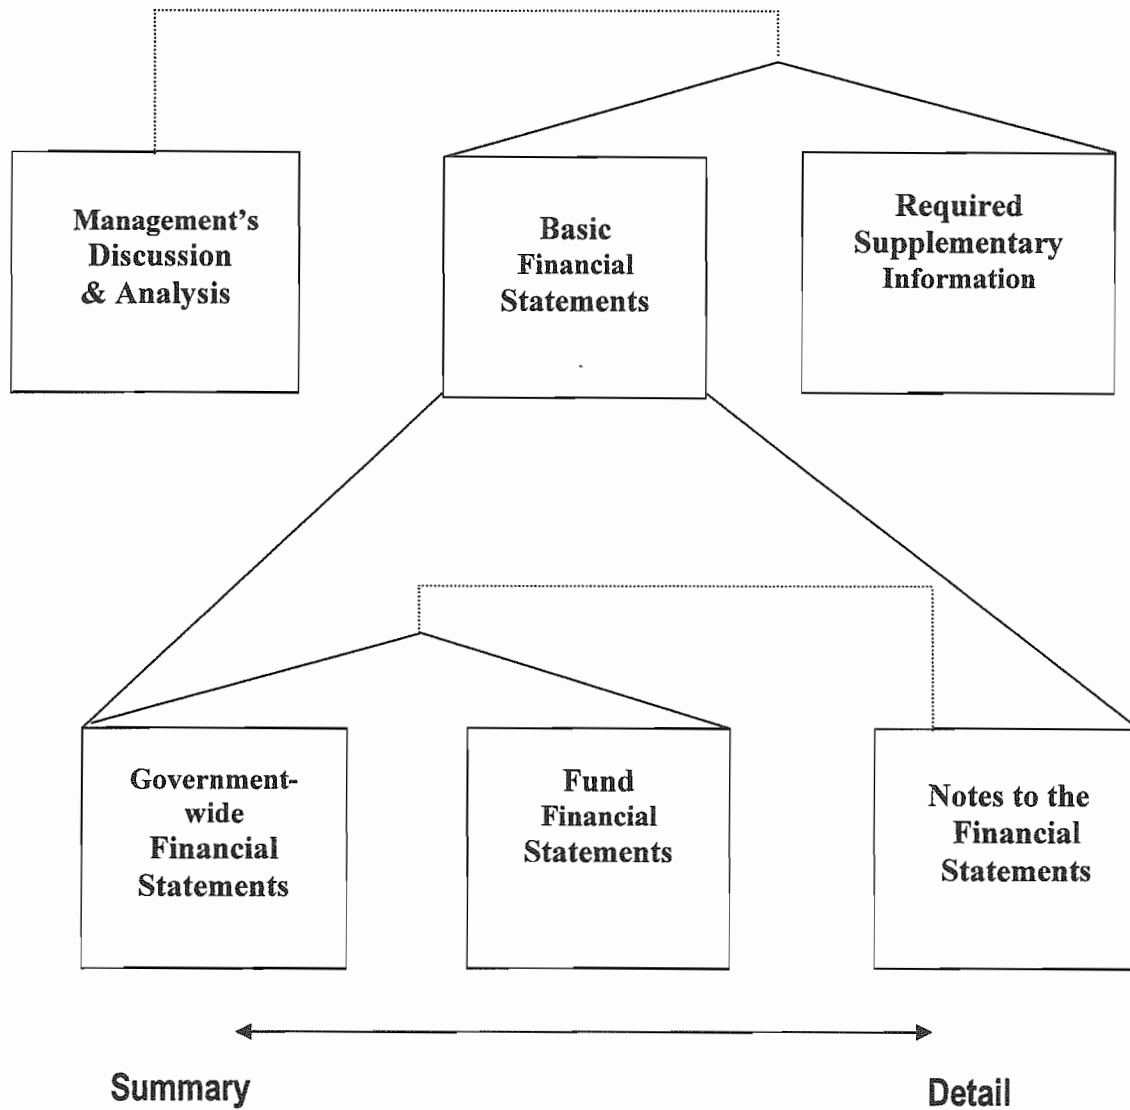 Management's
Discussion
& Analysis
Basic
Financial
Statements
Required
Supplementary
Information
Government-
wide
Financial
Statements
Fund
Financial
Statements
Notes to the
Financial
Statements
Summary
Detail